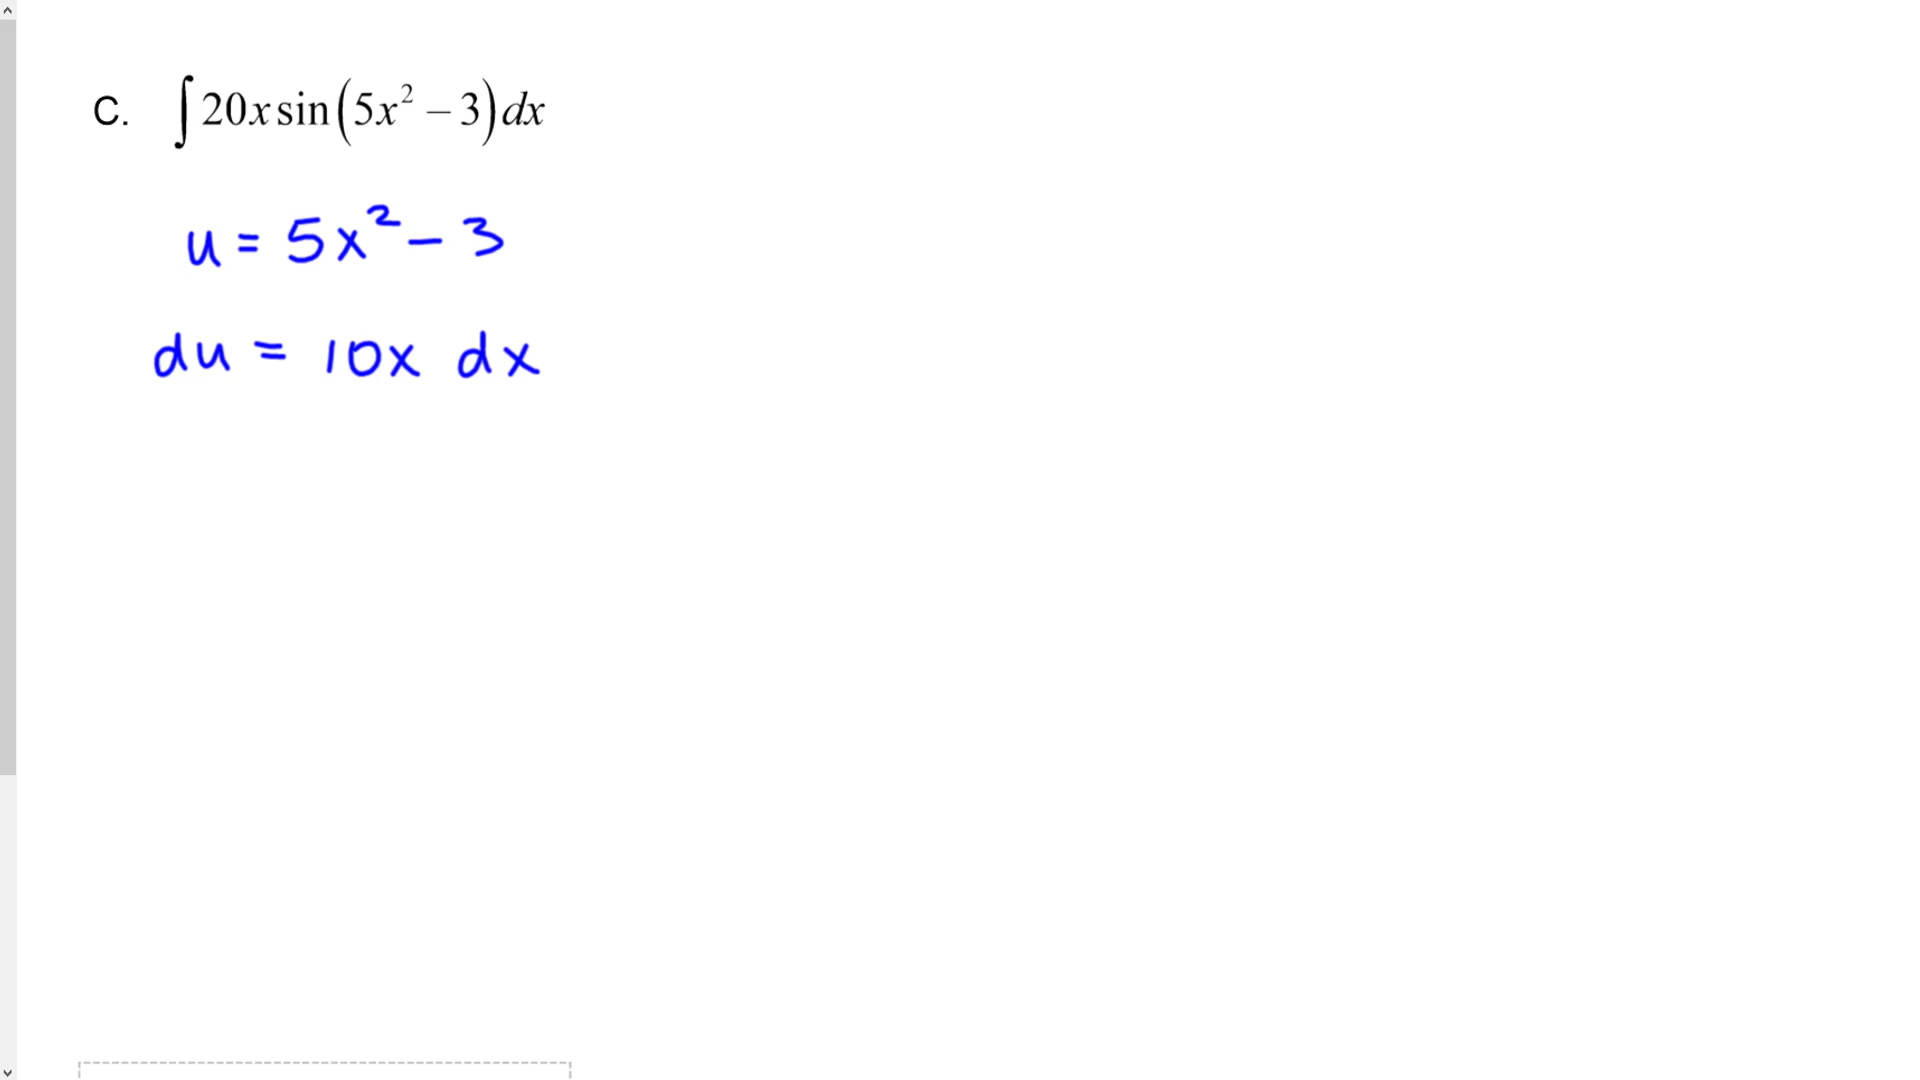 C. ∫20x sin(5x² − 3)dx
u = 5x² − 3
du = 10x dx